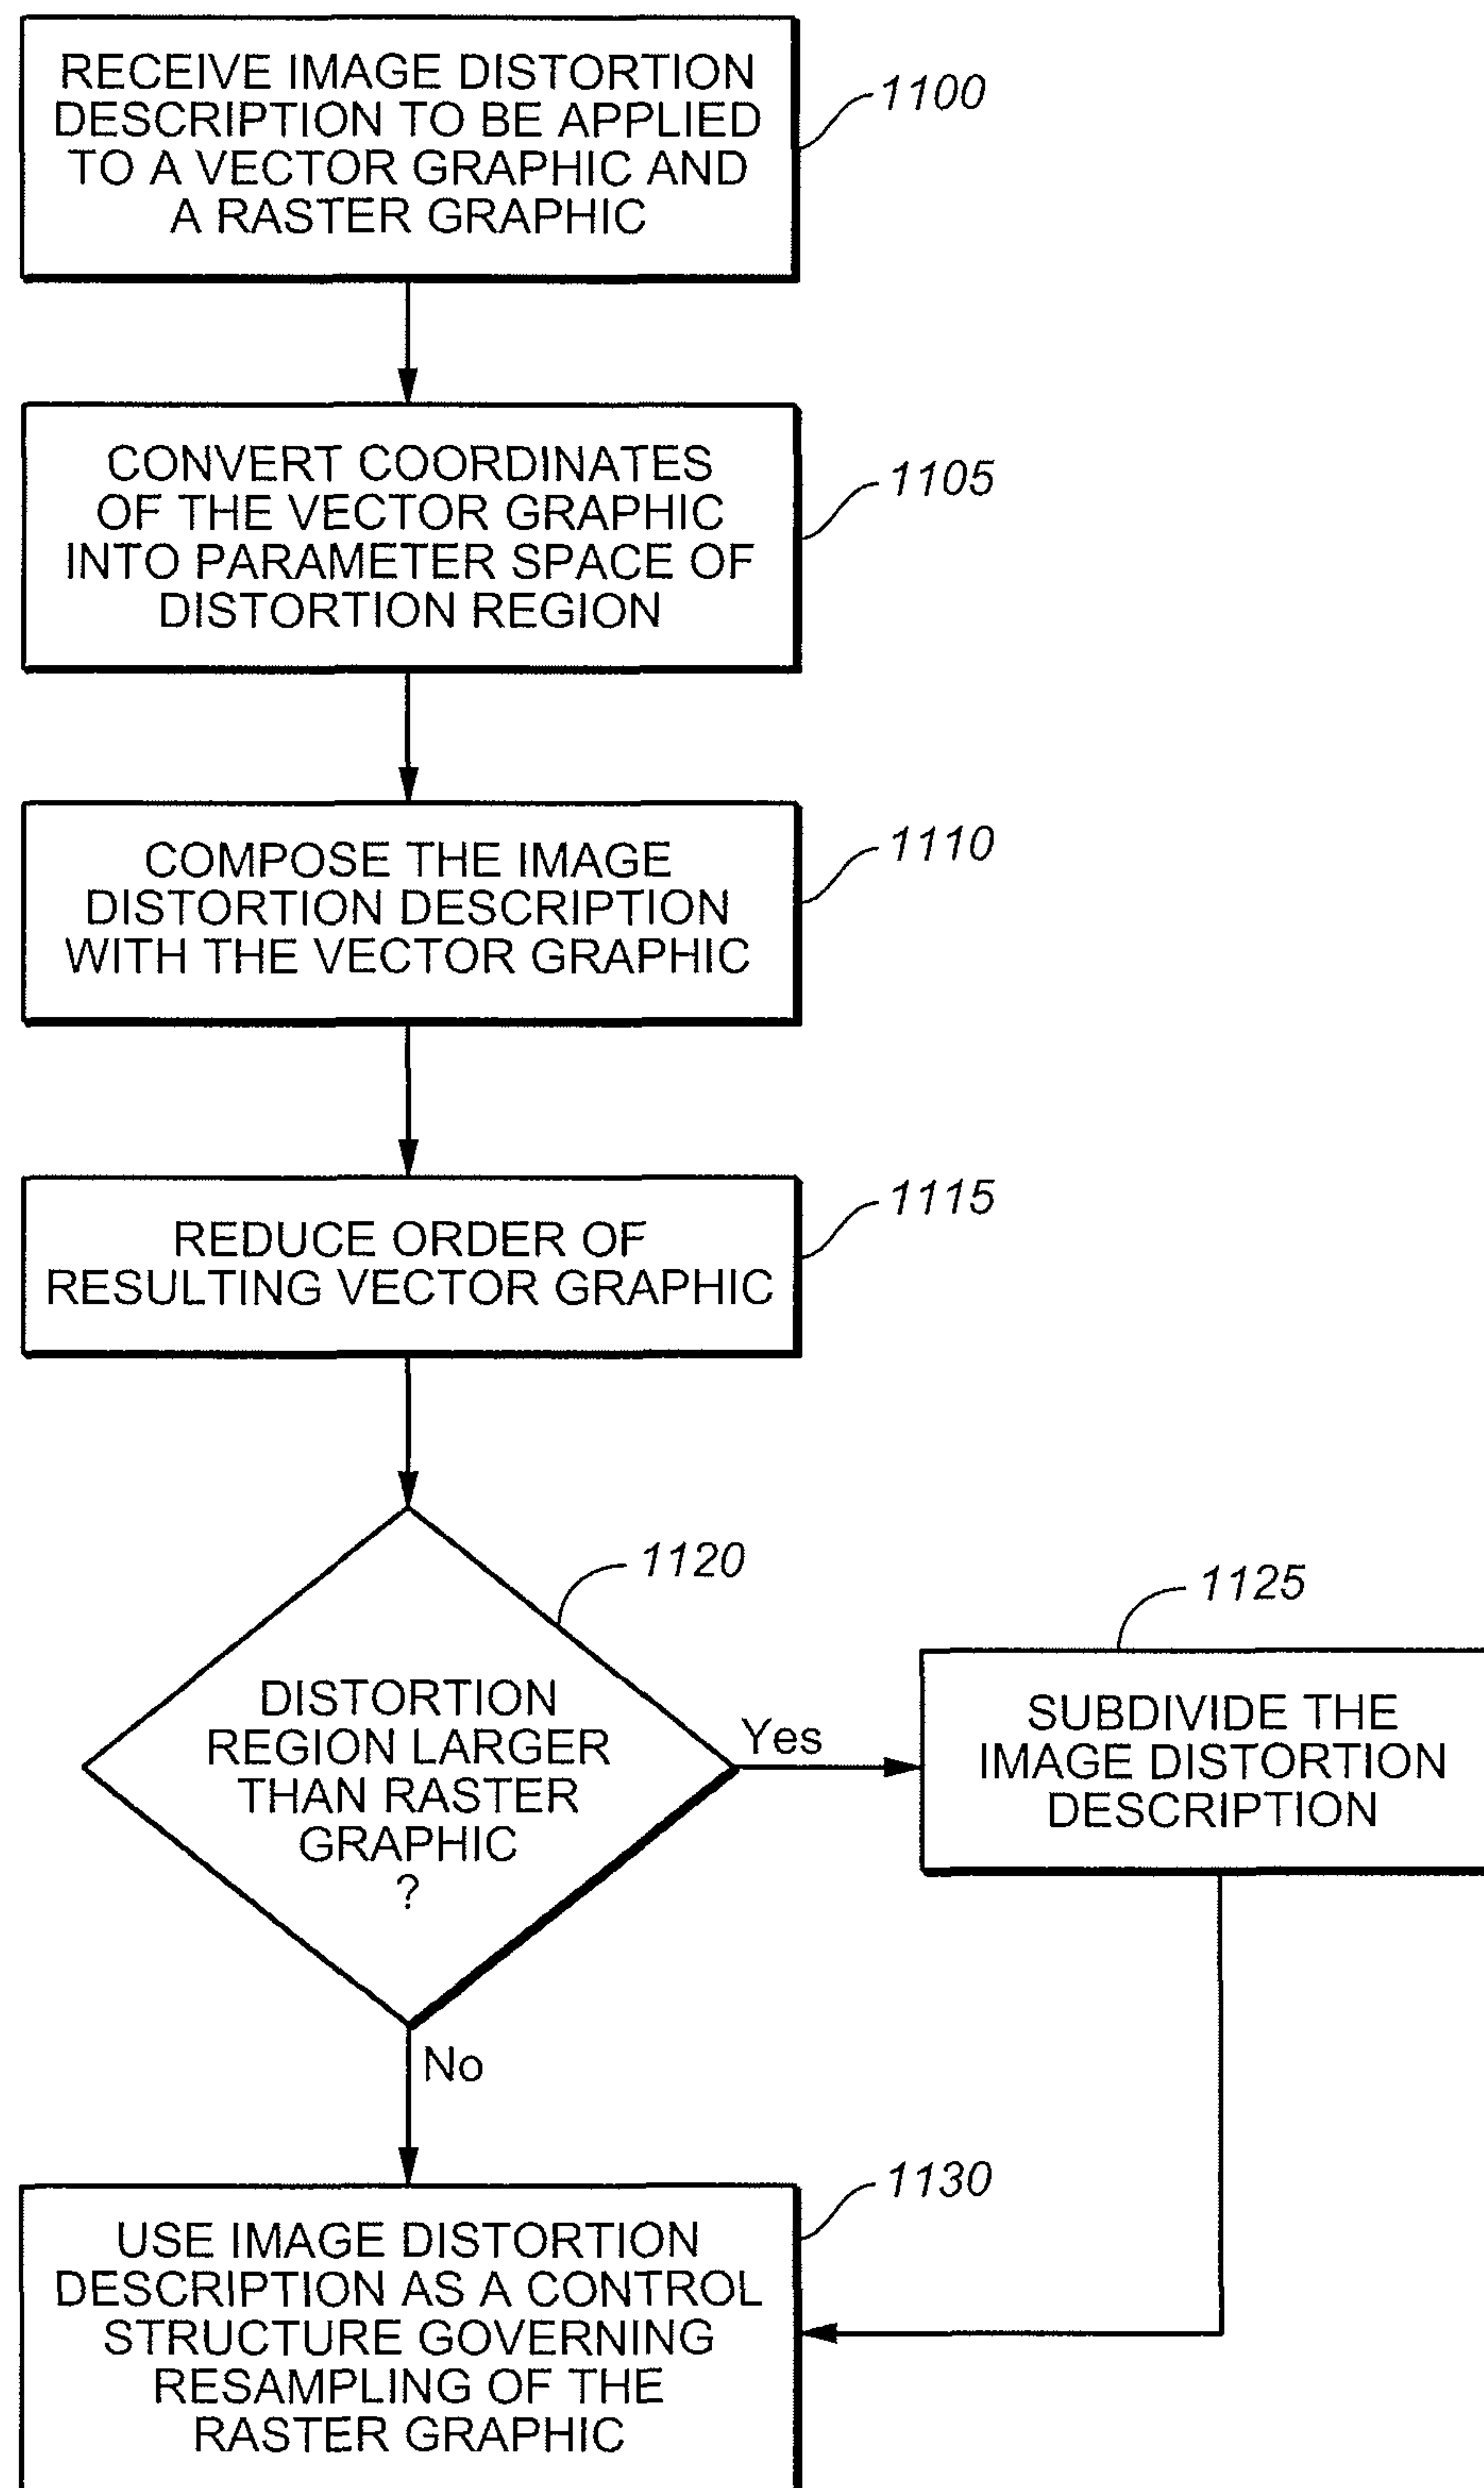 RECEIVE IMAGE DISTORTION
DESCRIPTION TO BE APPLIED
TO A VECTOR GRAPHIC AND
A RASTER GRAPHIC
1100
CONVERT COORDINATES
OF THE VECTOR GRAPHIC
INTO PARAMETER SPACE OF
DISTORTION REGION
1105
COMPOSE THE IMAGE
DISTORTION DESCRIPTION
WITH THE VECTOR GRAPHIC
1110
REDUCE ORDER OF
RESULTING VECTOR GRAPHIC
1115
DISTORTION
REGION LARGER
THAN RASTER
GRAPHIC
?
1120
Yes
SUBDIVIDE THE
IMAGE DISTORTION
DESCRIPTION
1125
No
USE IMAGE DISTORTION
DESCRIPTION AS A CONTROL
STRUCTURE GOVERNING
RESAMPLING OF THE
RASTER GRAPHIC
1130